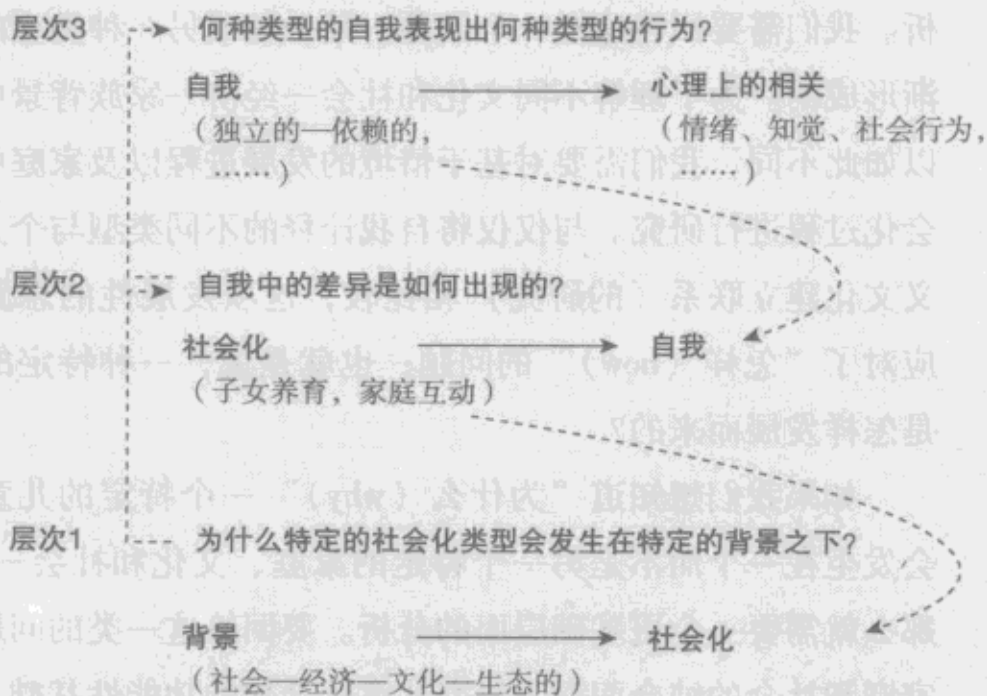 层次3 何种类型的自我表现出何种类型的行为?
自我 心理上的相关
(独立的—依赖的, (情绪、知觉、社会行为,
……) ……)
层次2 自我中的差异是如何出现的?
社会化 自我
(子女养育,家庭互动)
层次1 为什么特定的社会化类型会发生在特定的背景之下?
背景 社会化
(社会—经济—文化—生态的)